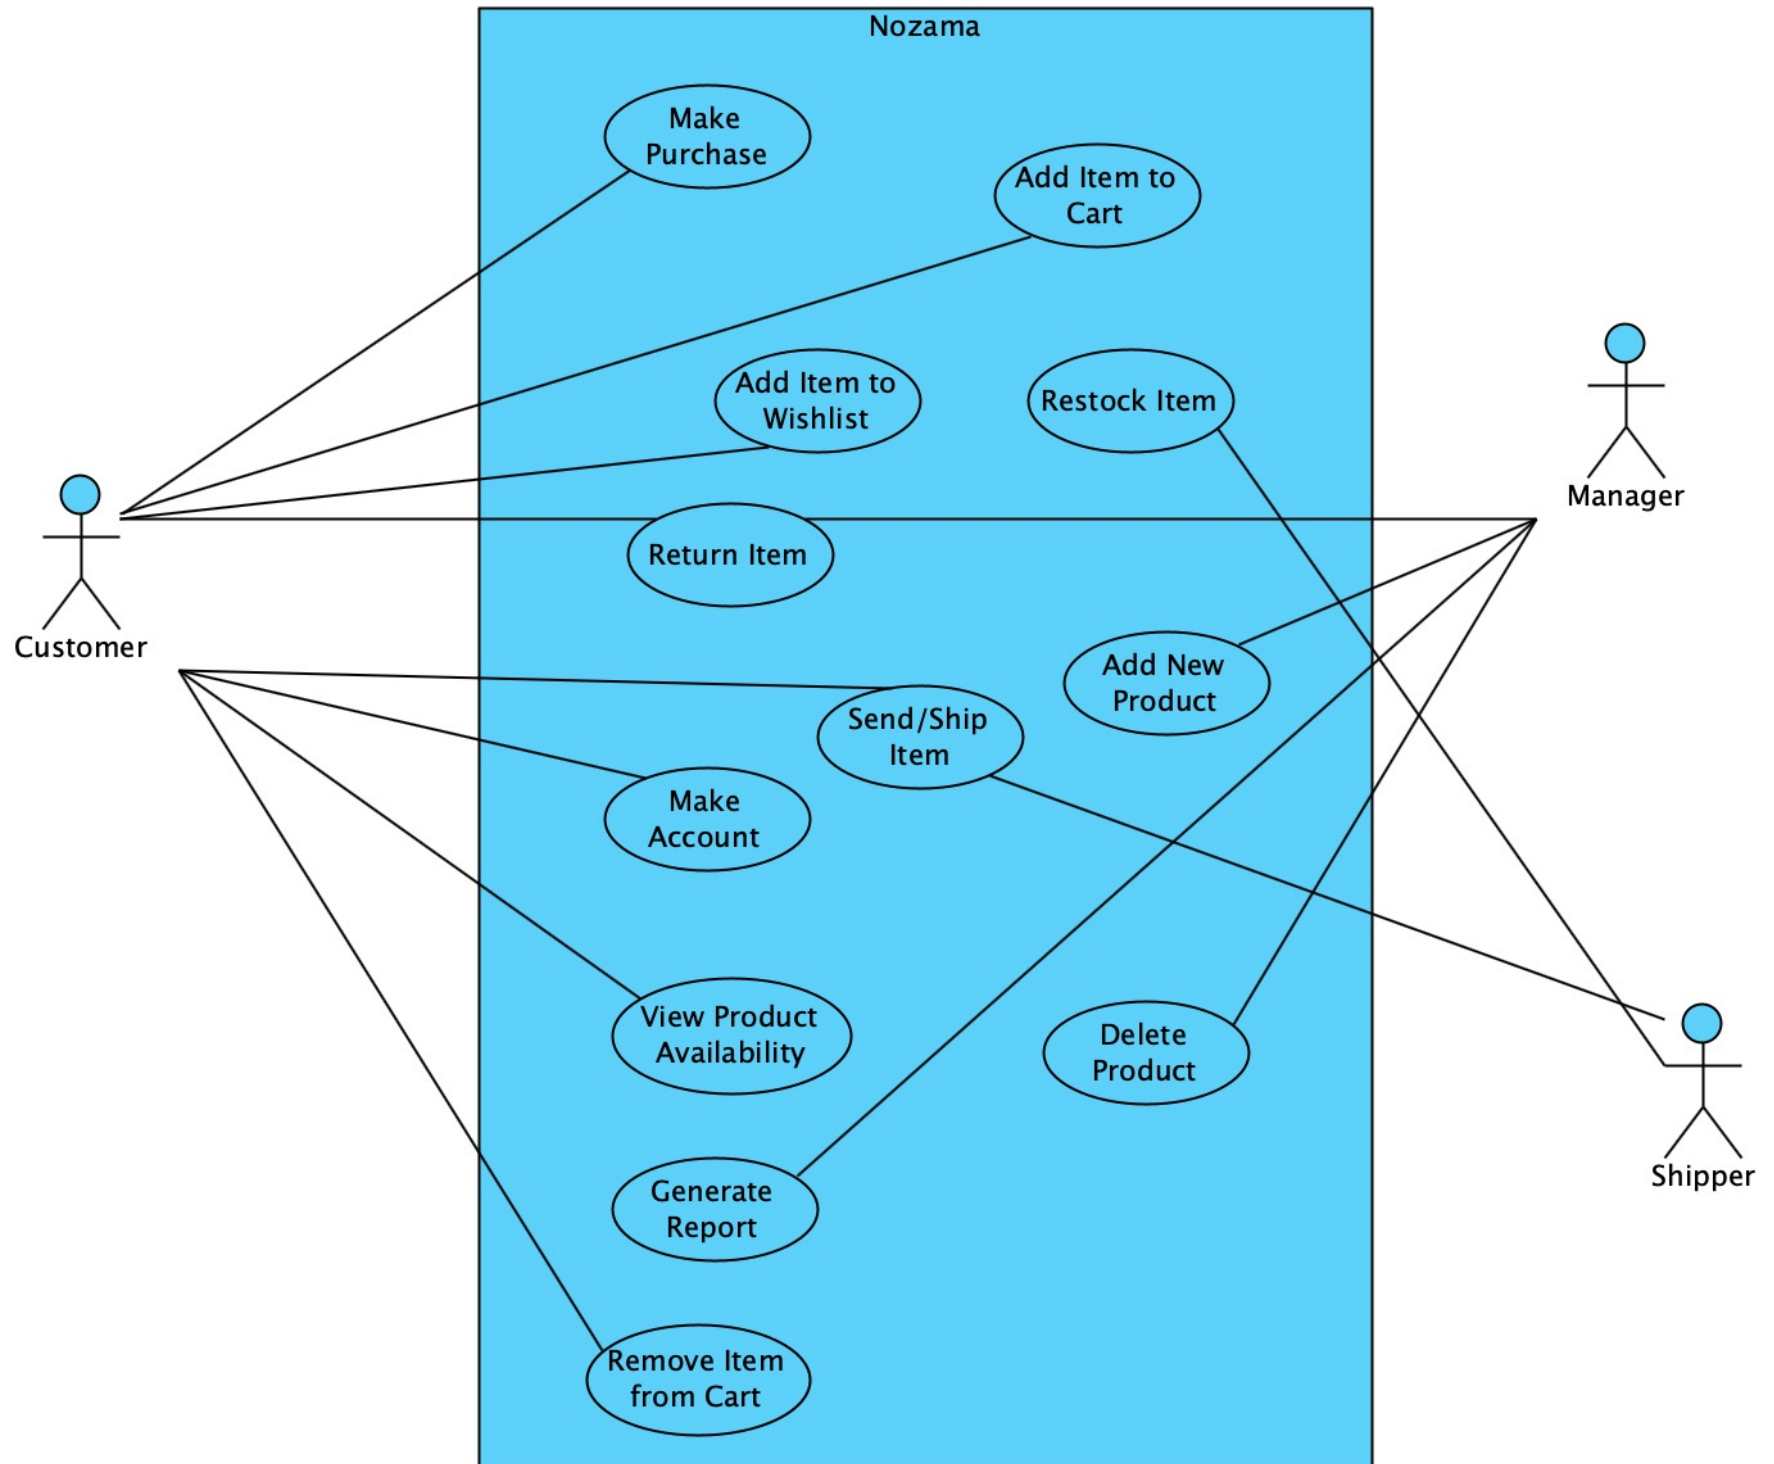 Nozama
Make
Purchase
Add Item to
Cart
Add Item to
Wishlist
Restock Item
Manager
Return Item
Customer
Add New
Product
Send/Ship
Item
Make
Account
View Product
Availability
Delete
Product
Shipper
Generate
Report
Remove Item
from Cart